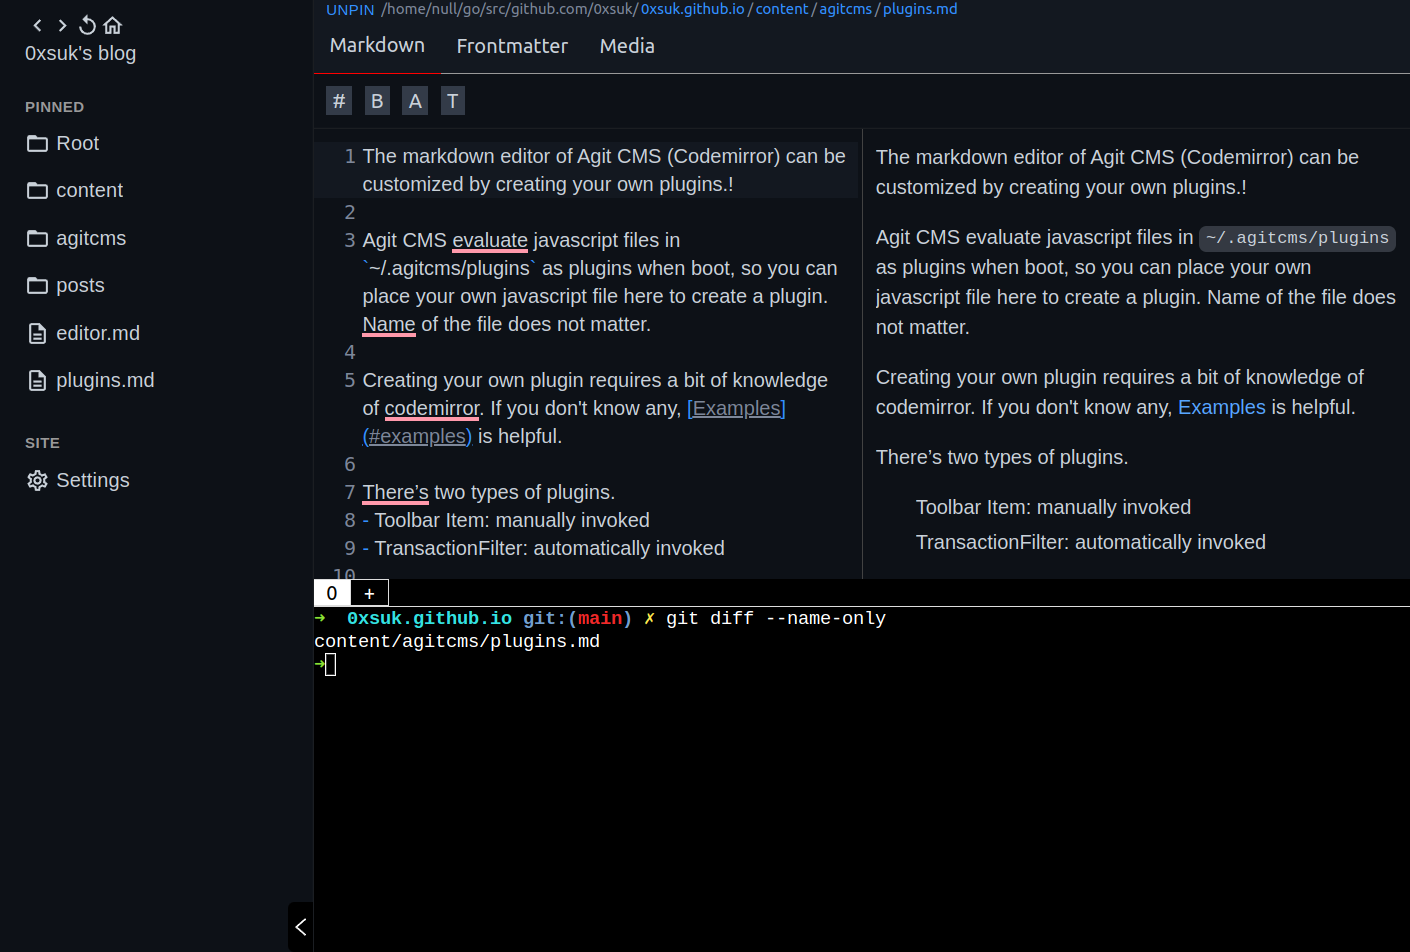 0xsuk's blog
PINNED
Root
content
agitcms
posts
editor.md
plugins.md
SITE
Settings
UNPIN /home/null/go/src/github.com/0xsuk/0xsuk.github.io/content/agitcms/plugins.md
Markdown Frontmatter Media
# B A T
1 The markdown editor of Agit CMS (Codemirror) can be
customized by creating your own plugins.!
2
3 Agit CMS evaluate javascript files in
`~/.agitcms/plugins` as plugins when boot, so you can
place your own javascript file here to create a plugin.
Name of the file does not matter.
4
5 Creating your own plugin requires a bit of knowledge
of codemirror. If you don't know any, [Examples]
(#examples) is helpful.
6
7 There’s two types of plugins.
8 - Toolbar Item: manually invoked
9 - TransactionFilter: automatically invoked
10
The markdown editor of Agit CMS (Codemirror) can be
customized by creating your own plugins.!
Agit CMS evaluate javascript files in ~/.agitcms/plugins
as plugins when boot, so you can place your own
javascript file here to create a plugin. Name of the file does
not matter.
Creating your own plugin requires a bit of knowledge of
codemirror. If you don't know any, Examples is helpful.
There’s two types of plugins.
Toolbar Item: manually invoked
TransactionFilter: automatically invoked
0 +
➜ 0xsuk.github.io git:(main) ✗ git diff --name-only
content/agitcms/plugins.md
➜